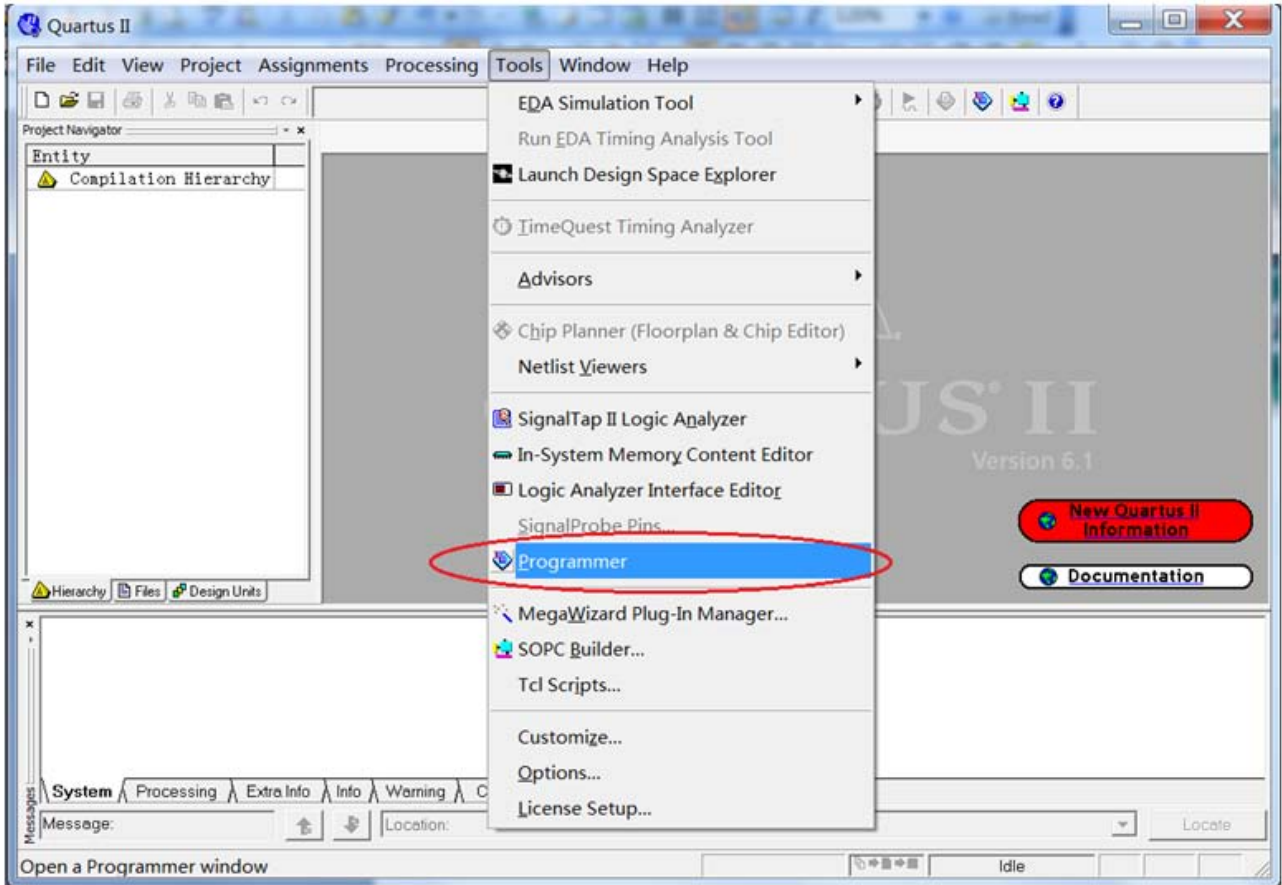 Quartus II
File Edit View Project Assignments Processing Tools Window Help
Project Navigator
Entity
Compilation Hierarchy
Hierarchy Files Design Units
EDA Simulation Tool
Run EDA Timing Analysis Tool
Launch Design Space Explorer
TimeQuest Timing Analyzer
Advisors
Chip Planner (Floorplan & Chip Editor)
Netlist Viewers
SignalTap II Logic Analyzer
In-System Memory Content Editor
Logic Analyzer Interface Editor
SignalProbe Pins...
Programmer
MegaWizard Plug-In Manager...
SOPC Builder...
Tcl Scripts...
Customize...
Options...
License Setup...
US® II
Version 6.1
New Quartus II
Information
Documentation
System Processing Extra Info Info Warning C
Messages
Message: Location: Locate
Open a Programmer window Idle